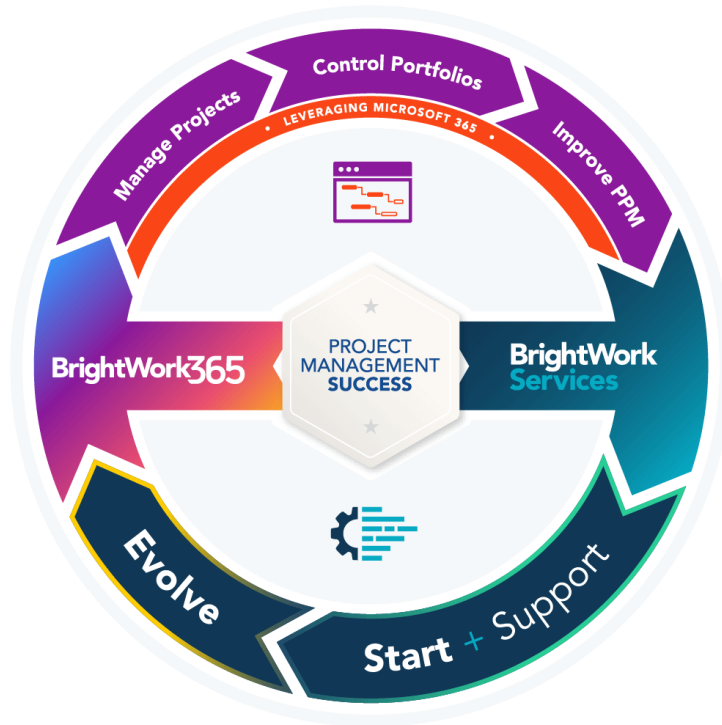 Control Portfolios
Manage Projects
Improve PPM
• LEVERAGING MICROSOFT 365 •
PROJECT
MANAGEMENT
SUCCESS
BrightWork365
BrightWork
Services
Evolve
Start + Support